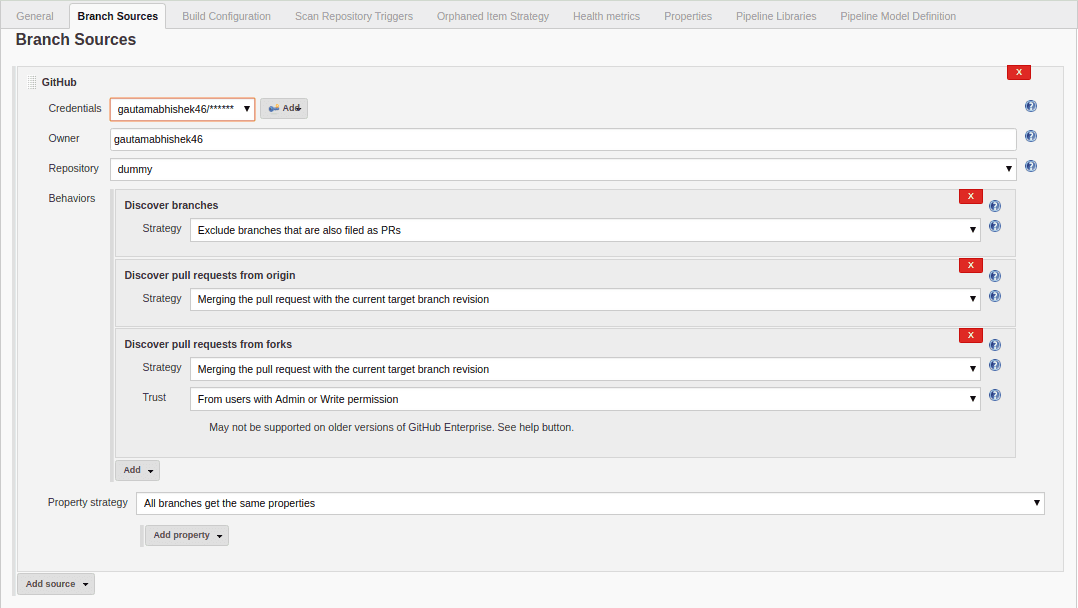 General Branch Sources Build Configuration Scan Repository Triggers Orphaned Item Strategy Health metrics Properties Pipeline Libraries Pipeline Model Definition
Branch Sources
X
GitHub
Credentials gautamabhishek46/****** Add
Owner gautamabhishek46
Repository dummy
Behaviors
X
Discover branches
Strategy Exclude branches that are also filed as PRs
X
Discover pull requests from origin
Strategy Merging the pull request with the current target branch revision
X
Discover pull requests from forks
Strategy Merging the pull request with the current target branch revision
Trust From users with Admin or Write permission
May not be supported on older versions of GitHub Enterprise. See help button.
Add
Property strategy All branches get the same properties
Add property
Add source